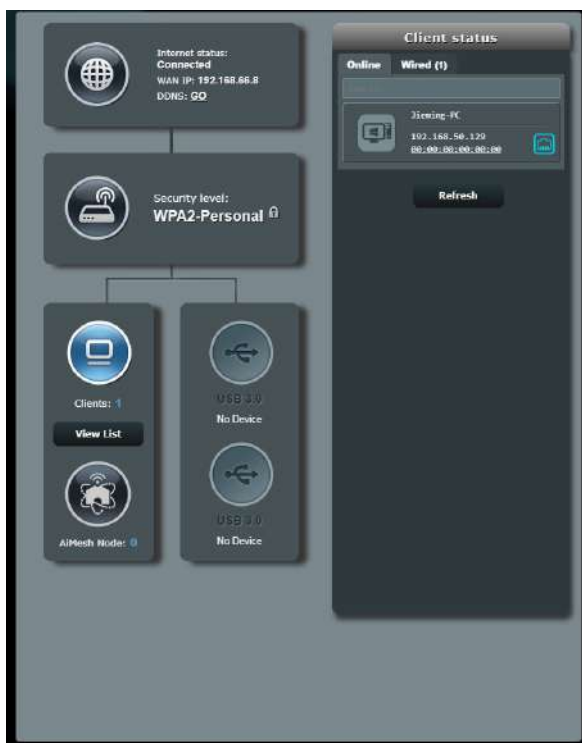 Internet status:
Connected
WAN IP: 192.168.66.8
DDNS: GO
Security level:
WPA2-Personal
Clients: 1
View List
AiMesh Node: 0
USB 3.0
No Device
USB 3.0
No Device
Client status
Online Wired (1)
Jieming-PC
192.168.50.129
00:00:00:00:00:00
Refresh